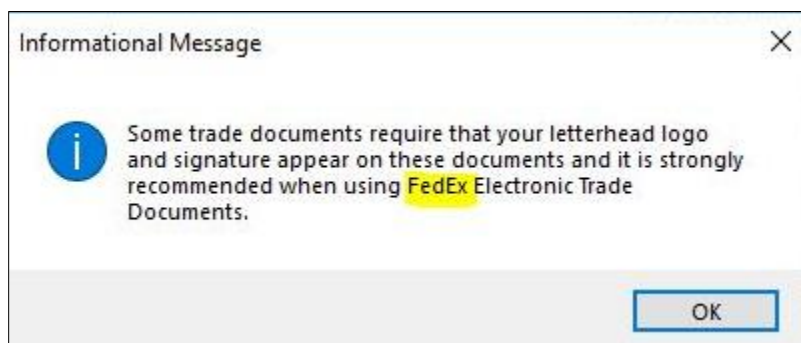 Informational Message
Some trade documents require that your letterhead logo
and signature appear on these documents and it is strongly
recommended when using FedEx Electronic Trade
Documents.
OK